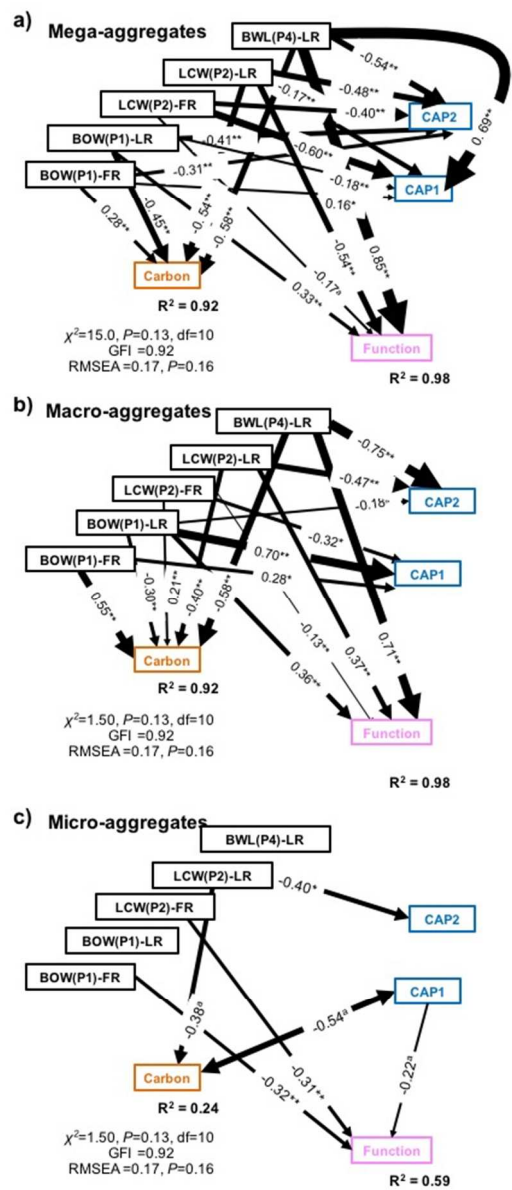 a) Mega-aggregates
BWL(P4)-LR
LCW(P2)-LR
LCW(P2)-FR
BOW(P1)-LR
BOW(P1)-FR
-0.54**
-0.48**
-0.17**
-0.40**
CAP2
0.69**
-0.41**
-0.60**
-0.31**
-0.18**
CAP1
0.16*
0.28**
-0.45**
-0.54**
-0.58**
-0.54**
0.85**
-0.17ᵃ
0.33**
Carbon
R² = 0.92
Function
R² = 0.98
χ²=15.0, P=0.13, df=10
GFI =0.92
RMSEA =0.17, P=0.16
b) Macro-aggregates
BWL(P4)-LR
LCW(P2)-LR
LCW(P2)-FR
BOW(P1)-LR
BOW(P1)-FR
-0.75**
-0.47**
CAP2
-0.32*
0.70**
CAP1
0.28*
0.55**
-0.30**
0.21**
-0.40**
-0.58**
-0.13**
0.37**
0.71**
0.36**
Carbon
R² = 0.92
Function
R² = 0.98
χ²=1.50, P=0.13, df=10
GFI =0.92
RMSEA =0.17, P=0.16
c) Micro-aggregates
BWL(P4)-LR
LCW(P2)-LR
LCW(P2)-FR
BOW(P1)-LR
BOW(P1)-FR
-0.40*
CAP2
CAP1
-0.38ᵃ
-0.54ᵃ
-0.22ᵃ
-0.31**
-0.32**
Carbon
R² = 0.24
Function
R² = 0.59
χ²=1.50, P=0.13, df=10
GFI =0.92
RMSEA =0.17, P=0.16